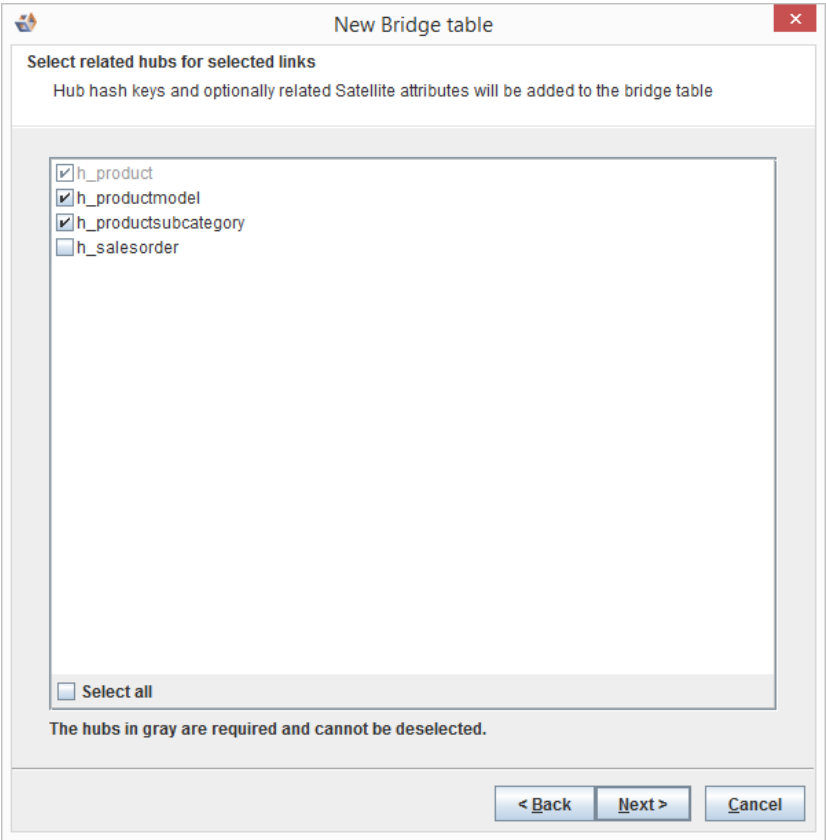 New Bridge table
Select related hubs for selected links
Hub hash keys and optionally related Satellite attributes will be added to the bridge table
h_product
h_productmodel
h_productsubcategory
h_salesorder
Select all
The hubs in gray are required and cannot be deselected.
< Back Next > Cancel